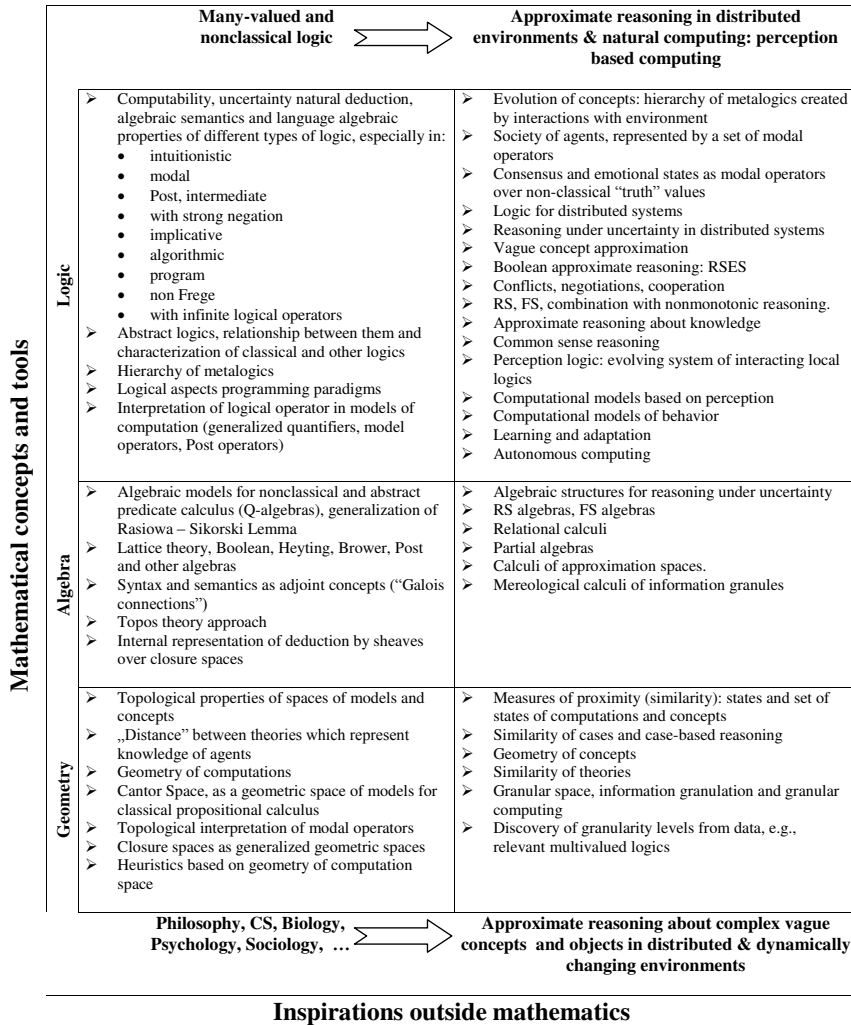 Many-valued and
nonclassical logic
Approximate reasoning in distributed
environments & natural computing: perception
based computing
Mathematical concepts and tools
Logic
➢ Computability, uncertainty natural deduction,
algebraic semantics and language algebraic
properties of different types of logic, especially in:
• intuitionistic
• modal
• Post, intermediate
• with strong negation
• implicative
• algorithmic
• program
• non Frege
• with infinite logical operators
➢ Abstract logics, relationship between them and
characterization of classical and other logics
➢ Hierarchy of metalogics
➢ Logical aspects programming paradigms
➢ Interpretation of logical operator in models of
computation (generalized quantifiers, model
operators, Post operators)
➢ Evolution of concepts: hierarchy of metalogics created
by interactions with environment
➢ Society of agents, represented by a set of modal
operators
➢ Consensus and emotional states as modal operators
over non-classical “truth” values
➢ Logic for distributed systems
➢ Reasoning under uncertainty in distributed systems
➢ Vague concept approximation
➢ Boolean approximate reasoning: RSES
➢ Conflicts, negotiations, cooperation
➢ RS, FS, combination with nonmonotonic reasoning.
➢ Approximate reasoning about knowledge
➢ Common sense reasoning
➢ Perception logic: evolving system of interacting local
logics
➢ Computational models based on perception
➢ Computational models of behavior
➢ Learning and adaptation
➢ Autonomous computing
Algebra
➢ Algebraic models for nonclassical and abstract
predicate calculus (Q-algebras), generalization of
Rasiowa – Sikorski Lemma
➢ Lattice theory, Boolean, Heyting, Brower, Post
and other algebras
➢ Syntax and semantics as adjoint concepts (“Galois
connections”)
➢ Topos theory approach
➢ Internal representation of deduction by sheaves
over closure spaces
➢ Algebraic structures for reasoning under uncertainty
➢ RS algebras, FS algebras
➢ Relational calculi
➢ Partial algebras
➢ Calculi of approximation spaces.
➢ Mereological calculi of information granules
Geometry
➢ Topological properties of spaces of models and
concepts
➢ „Distance” between theories which represent
knowledge of agents
➢ Geometry of computations
➢ Cantor Space, as a geometric space of models for
classical propositional calculus
➢ Topological interpretation of modal operators
➢ Closure spaces as generalized geometric spaces
➢ Heuristics based on geometry of computation
space
➢ Measures of proximity (similarity): states and set of
states of computations and concepts
➢ Similarity of cases and case-based reasoning
➢ Geometry of concepts
➢ Similarity of theories
➢ Granular space, information granulation and granular
computing
➢ Discovery of granularity levels from data, e.g.,
relevant multivalued logics
Philosophy, CS, Biology,
Psychology, Sociology, …
Approximate reasoning about complex vague
concepts and objects in distributed & dynamically
changing environments
Inspirations outside mathematics